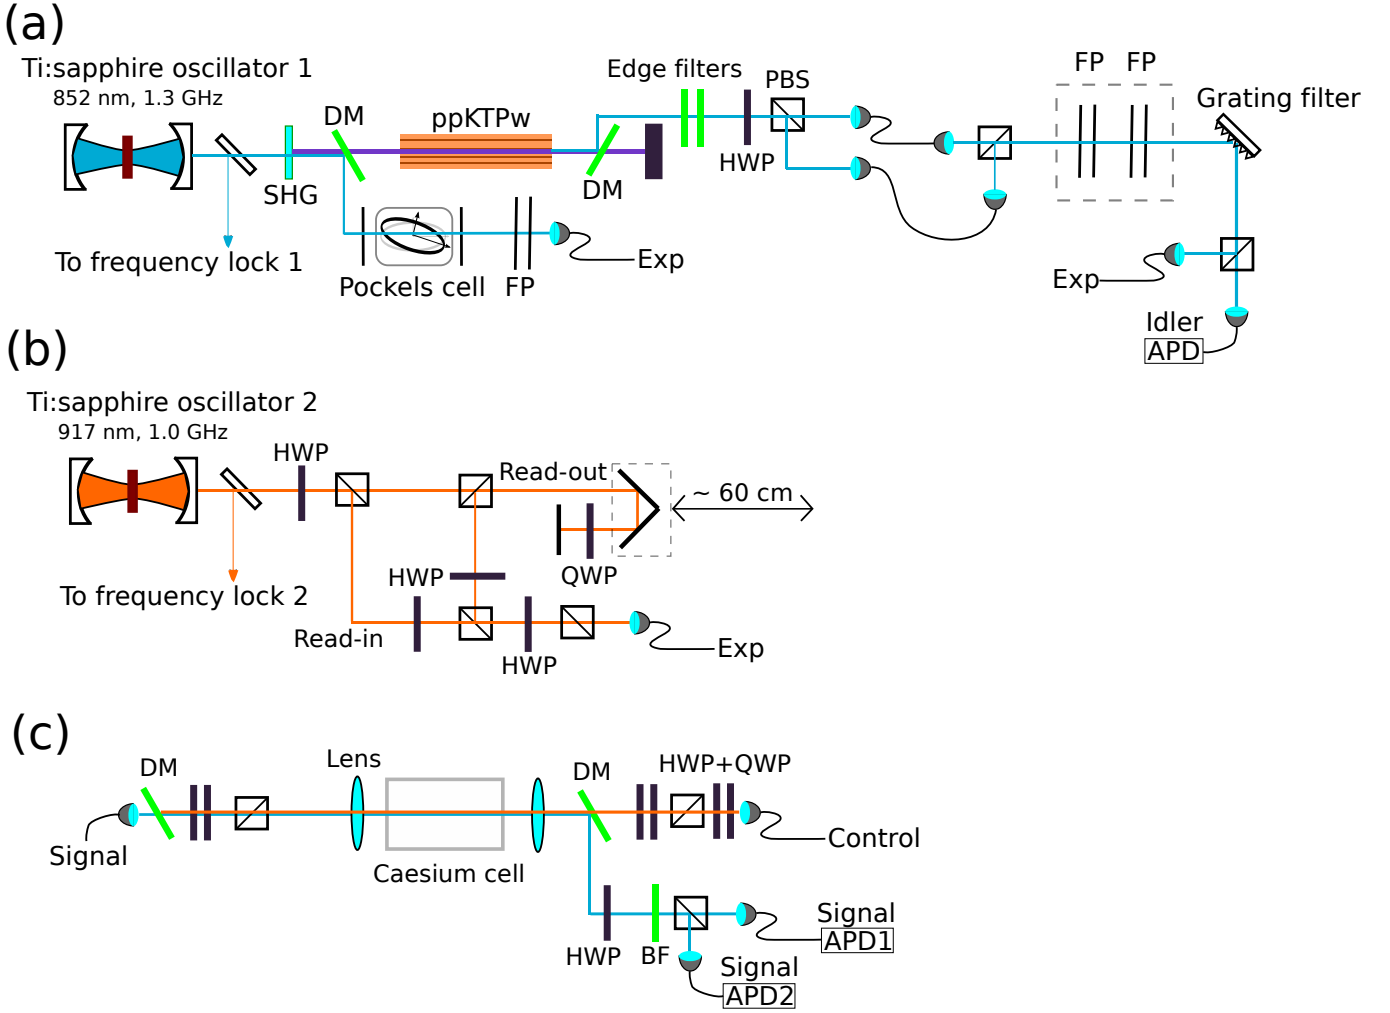 (a)
Ti:sapphire oscillator 1
852 nm, 1.3 GHz
DM
ppKTPw
Edge filters
PBS
FP FP
Grating filter
SHG
DM
HWP
To frequency lock 1
Pockels cell
FP
Exp
Exp
Idler
APD
(b)
Ti:sapphire oscillator 2
917 nm, 1.0 GHz
HWP
Read-out
~ 60 cm
QWP
HWP
To frequency lock 2
Read-in
HWP
Exp
(c)
DM
Lens
DM
HWP+QWP
Signal
Caesium cell
Control
HWP
BF
Signal
APD1
Signal
APD2